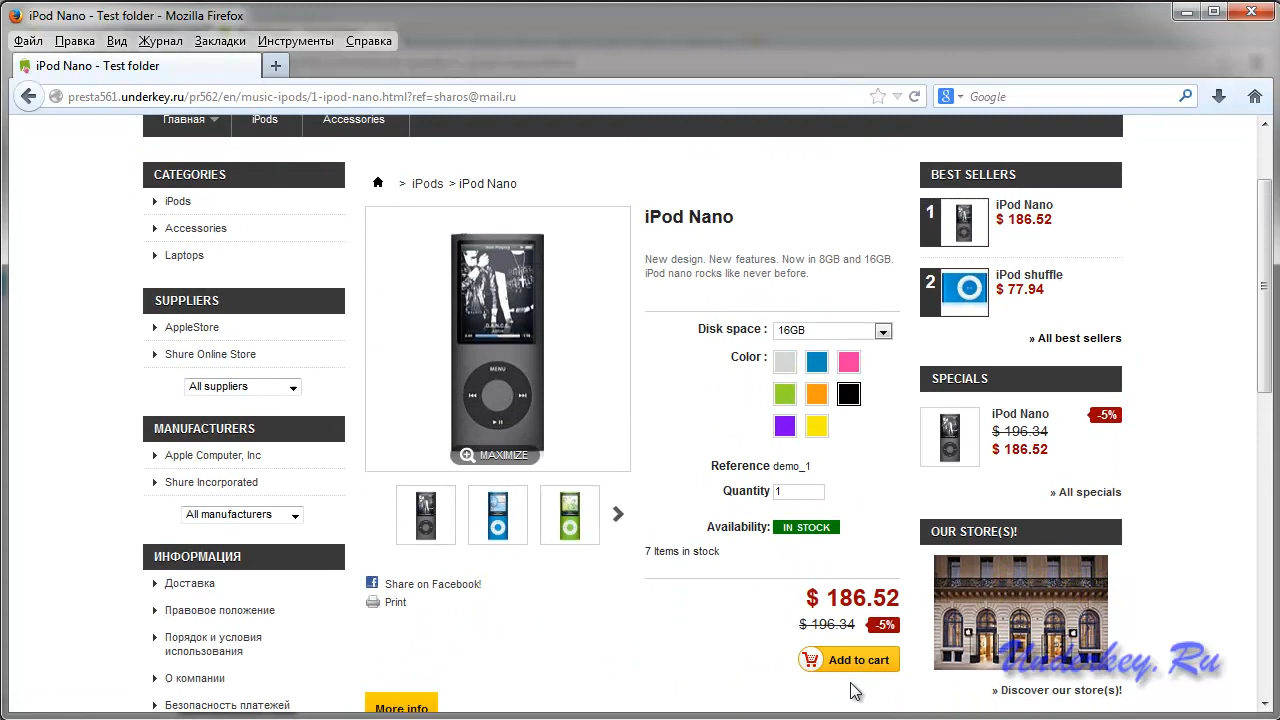 iPod Nano - Test folder - Mozilla Firefox
Файл Правка Вид Журнал Закладки Инструменты Справка
iPod Nano - Test folder
presta561.underkey.ru/pr562/en/music-ipods/1-ipod-nano.html?ref=sharos@mail.ru
Google
Главная iPods Accessories
CATEGORIES
iPods
Accessories
Laptops
SUPPLIERS
AppleStore
Shure Online Store
All suppliers
MANUFACTURERS
Apple Computer, Inc
Shure Incorporated
All manufacturers
ИНФОРМАЦИЯ
Доставка
Правовое положение
Порядок и условия
использования
О компании
Безопасность платежей
> iPods > iPod Nano
MENU
MAXIMIZE
Share on Facebook!
Print
More info
iPod Nano
New design. New features. Now in 8GB and 16GB.
iPod nano rocks like never before.
Disk space : 16GB
Color :
Reference demo_1
Quantity 1
Availability: IN STOCK
7 Items in stock
$ 186.52
$ 196.34 -5%
Add to cart
BEST SELLERS
1 iPod Nano
$ 186.52
2 iPod shuffle
$ 77.94
» All best sellers
SPECIALS
iPod Nano -5%
$ 196.34
$ 186.52
» All specials
OUR STORE(S)!
Underkey.Ru
» Discover our store(s)!